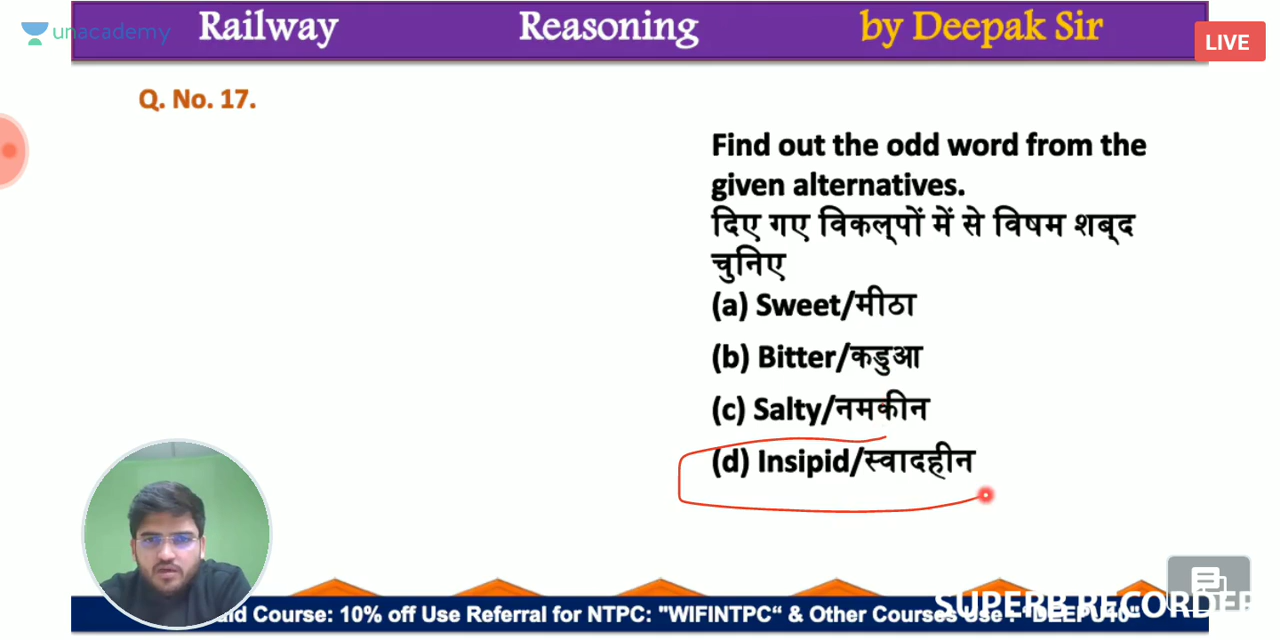 unacademy
Railway Reasoning by Deepak Sir
LIVE
Q. No. 17.
Find out the odd word from the
given alternatives.
दिए गए विकल्पों में से विषम शब्द
चुनिए
(a) Sweet/मीठा
(b) Bitter/कडुआ
(c) Salty/नमकीन
(d) Insipid/स्वादहीन
Course: 10% off Use Referral for NTPC: "WIFINTPC“ & Other Courses Use :
SUPERB RECORDER